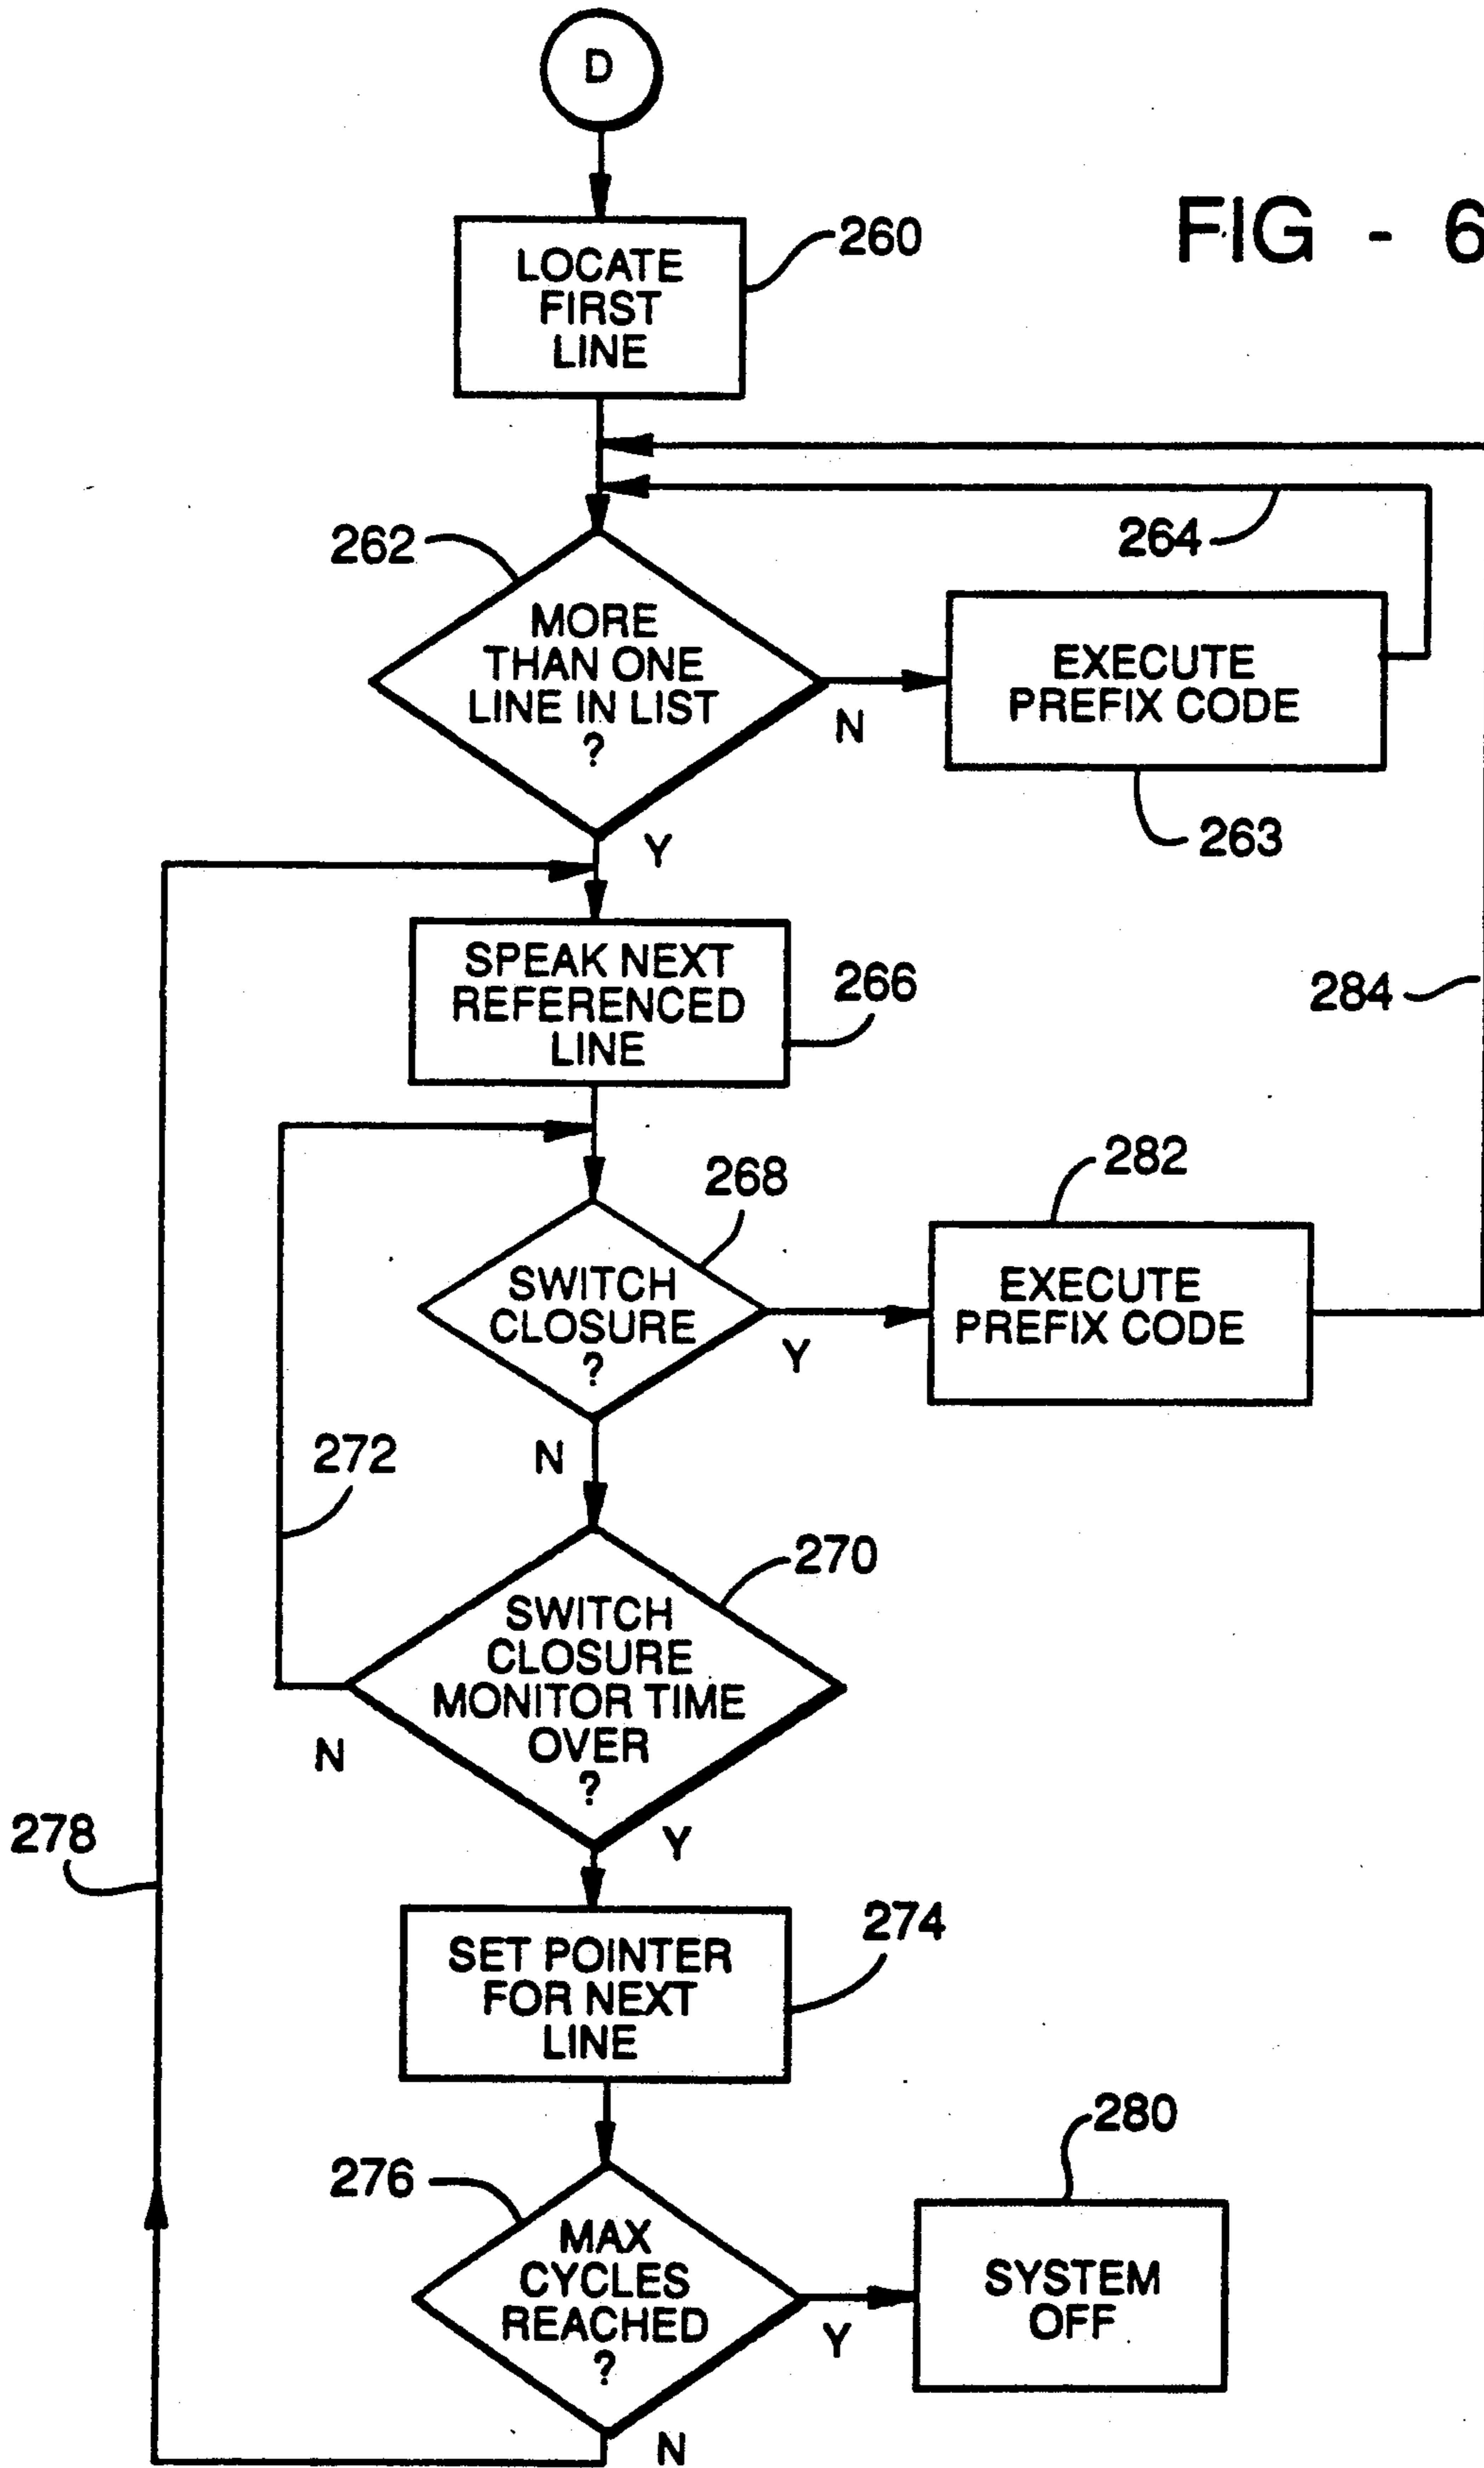 D
FIG - 6
260
LOCATE
FIRST
LINE
264
262
MORE
THAN ONE
LINE IN LIST
?
N
EXECUTE
PREFIX CODE
263
Y
SPEAK NEXT
REFERENCED
LINE
266
284
268
282
SWITCH
CLOSURE
?
Y
EXECUTE
PREFIX CODE
N
272
270
SWITCH
CLOSURE
MONITOR TIME
OVER
?
N
Y
278
274
SET POINTER
FOR NEXT
LINE
276
280
MAX
CYCLES
REACHED
?
Y
SYSTEM
OFF
N